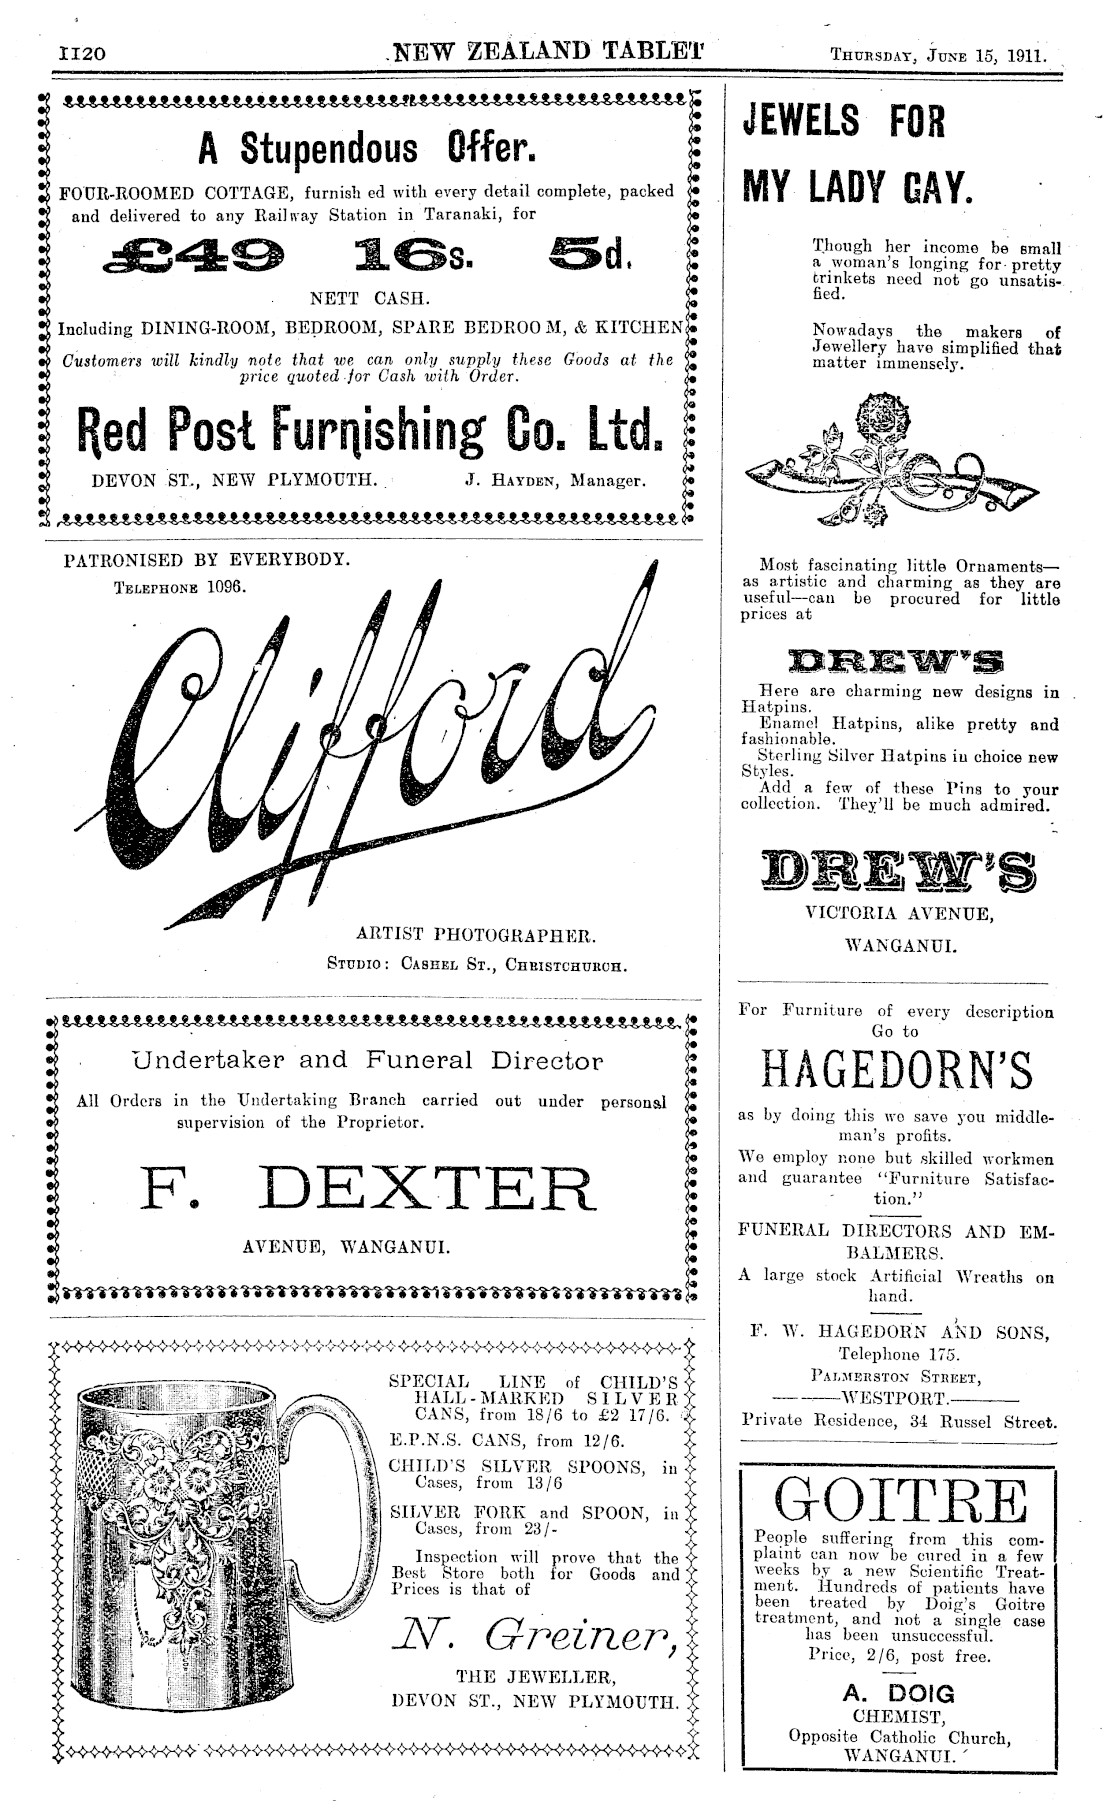 1120
NEW ZEALAND TABLET
THURSDAY, JUNE 15, 1911.
A Stupendous Offer.
FOUR-ROOMED COTTAGE, furnish ed with every detail complete, packed
and delivered to any Railway Station in Taranaki, for
£49 16s. 5d.
NETT CASH.
Including DINING-ROOM, BEDROOM, SPARE BEDROO M, & KITCHEN
Customers will kindly note that we can only supply these Goods at the
price quoted for Cash with Order.
Red Post Furnishing Co. Ltd.
DEVON ST., NEW PLYMOUTH. J. HAYDEN, Manager.
PATRONISED BY EVERYBODY.
TELEPHONE 1096.
Clifford
ARTIST PHOTOGRAPHER.
STUDIO: CASHEL ST., CHRISTCHURCH.
Undertaker and Funeral Director
All Orders in the Undertaking Branch carried out under personal
supervision of the Proprietor.
F. DEXTER
AVENUE, WANGANUI.
SPECIAL LINE of CHILD'S
HALL-MARKED SILVER
CANS, from 18/6 to £2 17/6.
E.P.N.S. CANS, from 12/6.
CHILD'S SILVER SPOONS, in
Cases, from 13/6
SILVER FORK and SPOON, in
Cases, from 23/-
Inspection will prove that the
Best Store both for Goods and
Prices is that of
N. Greiner,
THE JEWELLER,
DEVON ST., NEW PLYMOUTH.
JEWELS FOR
MY LADY GAY.
Though her income be small
a woman's longing for pretty
trinkets need not go unsatis-
fied.
Nowadays the makers of
Jewellery have simplified that
matter immensely.
Most fascinating little Ornaments—
as artistic and charming as they are
useful—can be procured for little
prices at
DREW'S
Here are charming new designs in
Hatpins.
Enamel Hatpins, alike pretty and
fashionable.
Sterling Silver Hatpins in choice new
Styles.
Add a few of these Pins to your
collection. They'll be much admired.
DREW'S
VICTORIA AVENUE,
WANGANUI.
For Furniture of every description
Go to
HAGEDORN'S
as by doing this we save you middle-
man's profits.
We employ none but skilled workmen
and guarantee "Furniture Satisfac-
tion."
FUNERAL DIRECTORS AND EM-
BALMERS.
A large stock Artificial Wreaths on
hand.
F. W. HAGEDORN AND SONS,
Telephone 175.
PALMERSTON STREET,
———WESTPORT.———
Private Residence, 34 Russel Street.
GOITRE
People suffering from this com-
plaint can now be cured in a few
weeks by a new Scientific Treat-
ment. Hundreds of patients have
been treated by Doig's Goitre
treatment, and not a single case
has been unsuccessful.
Price, 2/6, post free.
A. DOIG
CHEMIST,
Opposite Catholic Church,
WANGANUI.